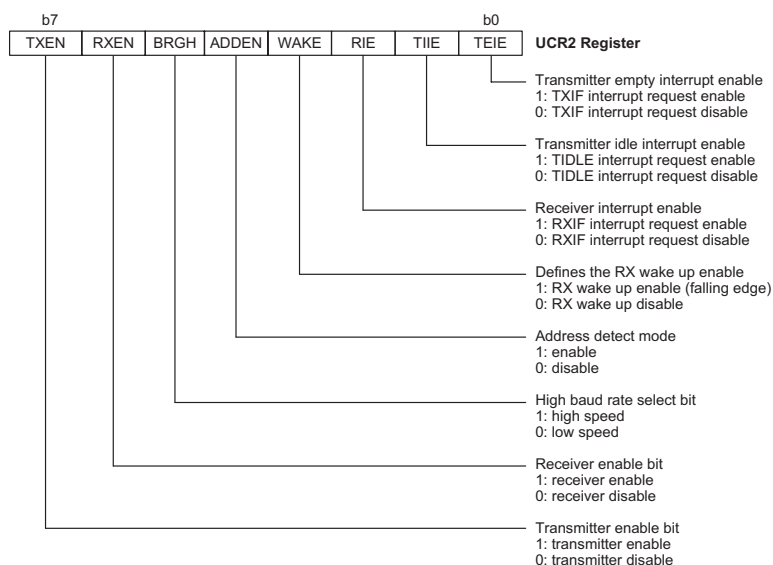 b7 b0
TXEN RXEN BRGH ADDEN WAKE RIE TIIE TEIE UCR2 Register
Transmitter empty interrupt enable
1: TXIF interrupt request enable
0: TXIF interrupt request disable
Transmitter idle interrupt enable
1: TIDLE interrupt request enable
0: TIDLE interrupt request disable
Receiver interrupt enable
1: RXIF interrupt request enable
0: RXIF interrupt request disable
Defines the RX wake up enable
1: RX wake up enable (falling edge)
0: RX wake up disable
Address detect mode
1: enable
0: disable
High baud rate select bit
1: high speed
0: low speed
Receiver enable bit
1: receiver enable
0: receiver disable
Transmitter enable bit
1: transmitter enable
0: transmitter disable